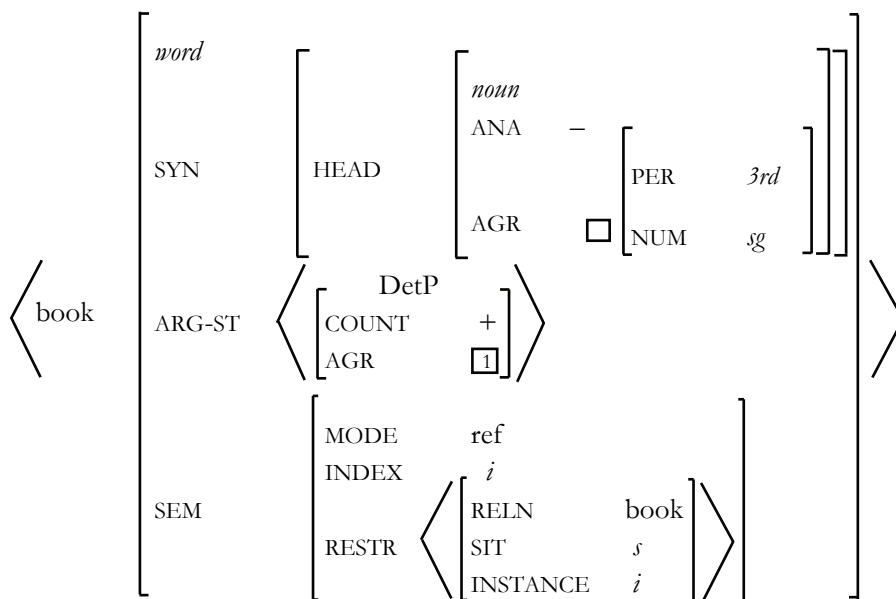 word
noun
ANA –
SYN HEAD PER 3rd
AGR NUM sg
DetP
book ARG-ST COUNT +
AGR 1
MODE ref
INDEX i
SEM RELN book
RESTR SIT s
INSTANCE i